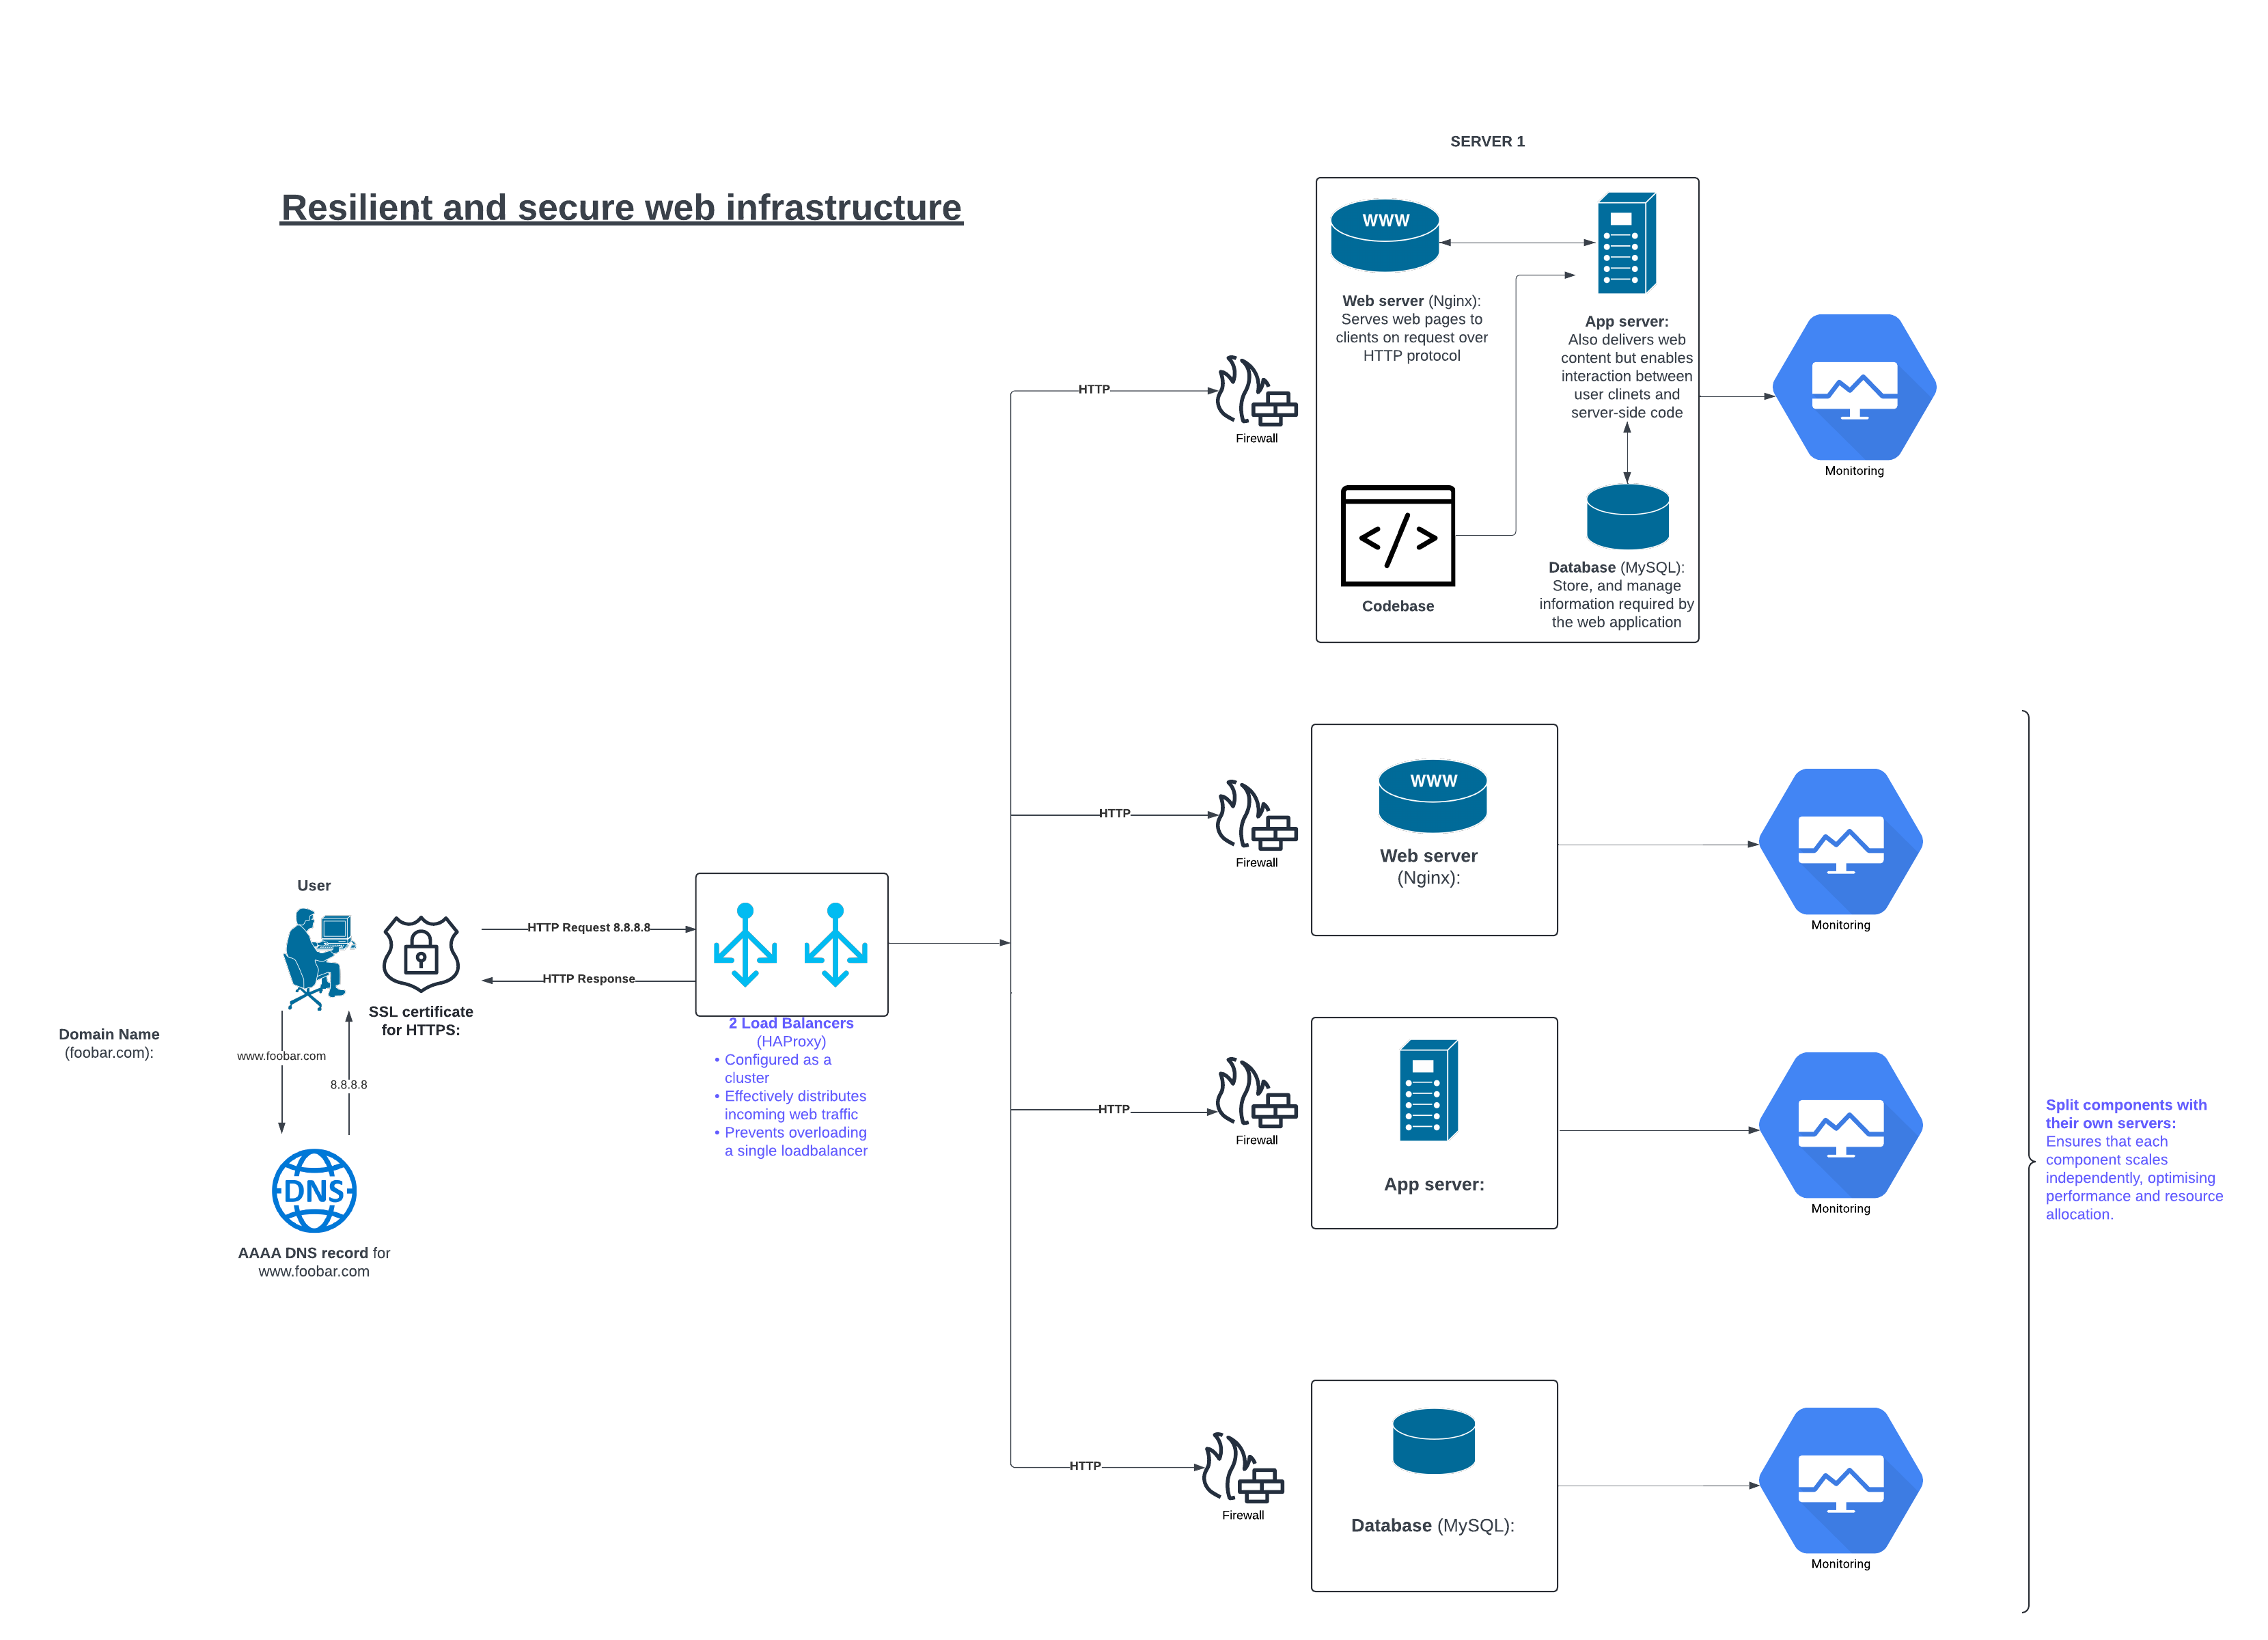 Resilient and secure web infrastructure
SERVER 1
WWW
Web server (Nginx):
Serves web pages to
clients on request over
HTTP protocol
App server:
Also delivers web
content but enables
interaction between
user clinets and
server-side code
</>
Codebase
Database (MySQL):
Store, and manage
information required by
the web application
HTTP
Firewall
Monitoring
HTTP
Firewall
WWW
Web server
(Nginx):
Monitoring
User
SSL certificate
for HTTPS:
HTTP Request 8.8.8.8
HTTP Response
Domain Name
(foobar.com):
www.foobar.com
8.8.8.8
DNS
AAAA DNS record for
www.foobar.com
2 Load Balancers
(HAProxy)
• Configured as a
cluster
• Effectively distributes
incoming web traffic
• Prevents overloading
a single loadbalancer
HTTP
Firewall
App server:
Monitoring
Split components with
their own servers:
Ensures that each
component scales
independently, optimising
performance and resource
allocation.
HTTP
Firewall
Database (MySQL):
Monitoring